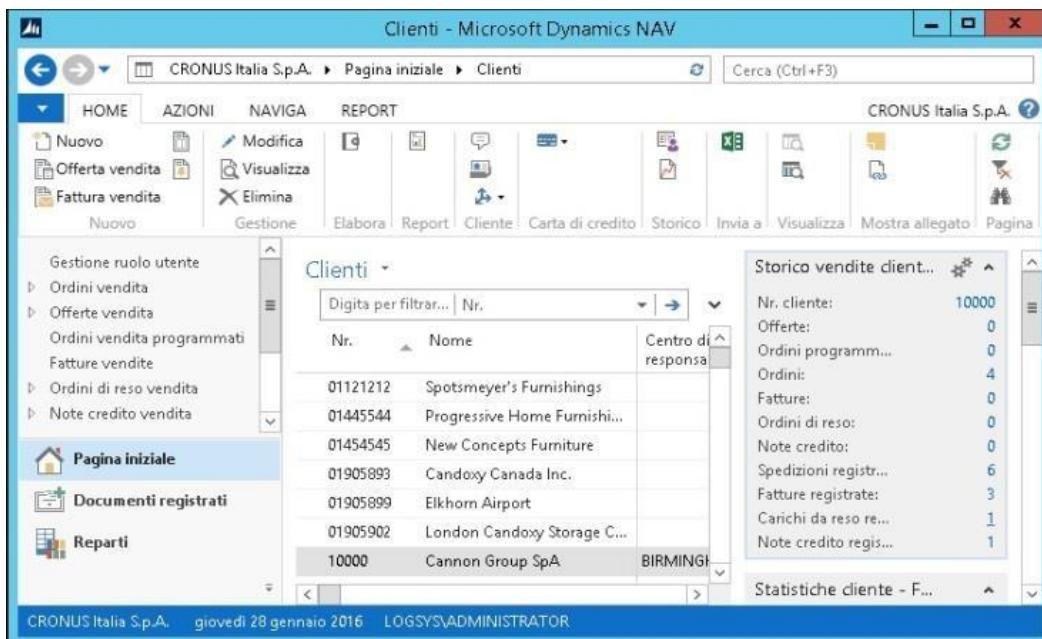 Clienti - Microsoft Dynamics NAV
CRONUS Italia S.p.A. ▸ Pagina iniziale ▸ Clienti
Cerca (Ctrl+F3)
HOME AZIONI NAVIGA REPORT
CRONUS Italia S.p.A.
Nuovo
Offerta vendita
Fattura vendita
Nuovo
Modifica
Visualizza
Elimina
Gestione
Elabora
Report
Cliente
Carta di credito
Storico
Invia a
Visualizza
Mostra allegato
Pagina
Gestione ruolo utente
Ordini vendita
Offerte vendita
Ordini vendita programmati
Fatture vendite
Ordini di reso vendita
Note credito vendita
Pagina iniziale
Documenti registrati
Reparti
Clienti
Digita per filtrar... Nr.
Nr. Nome Centro di responsa
01121212 Spotsmeyer's Furnishings
01445544 Progressive Home Furnishi...
01454545 New Concepts Furniture
01905893 Candoxy Canada Inc.
01905899 Elkhorn Airport
01905902 London Candoxy Storage C...
10000 Cannon Group SpA BIRMINGH
Storico vendite client...
Nr. cliente: 10000
Offerte: 0
Ordini programm... 0
Ordini: 4
Fatture: 0
Ordini di reso: 0
Note credito: 0
Spedizioni registr... 6
Fatture registrate: 3
Carichi da reso re... 1
Note credito regis... 1
Statistiche cliente - F...
CRONUS Italia S.p.A. giovedì 28 gennaio 2016 LOGSYS\ADMINISTRATOR